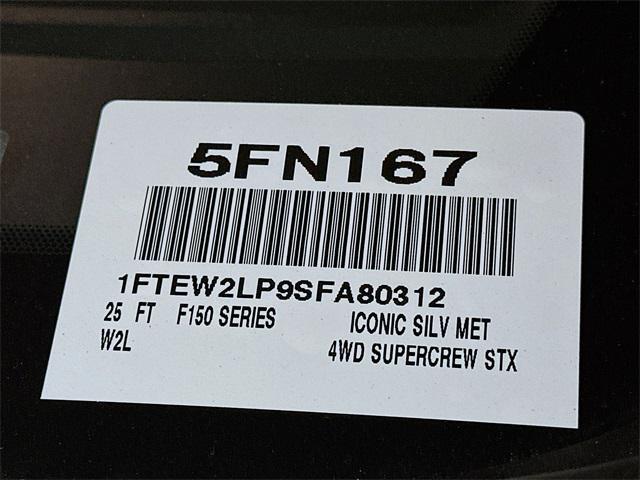 5FN167
1FTEW2LP9SFA80312
25 FT F150 SERIES ICONIC SILV MET
W2L 4WD SUPERCREW STX